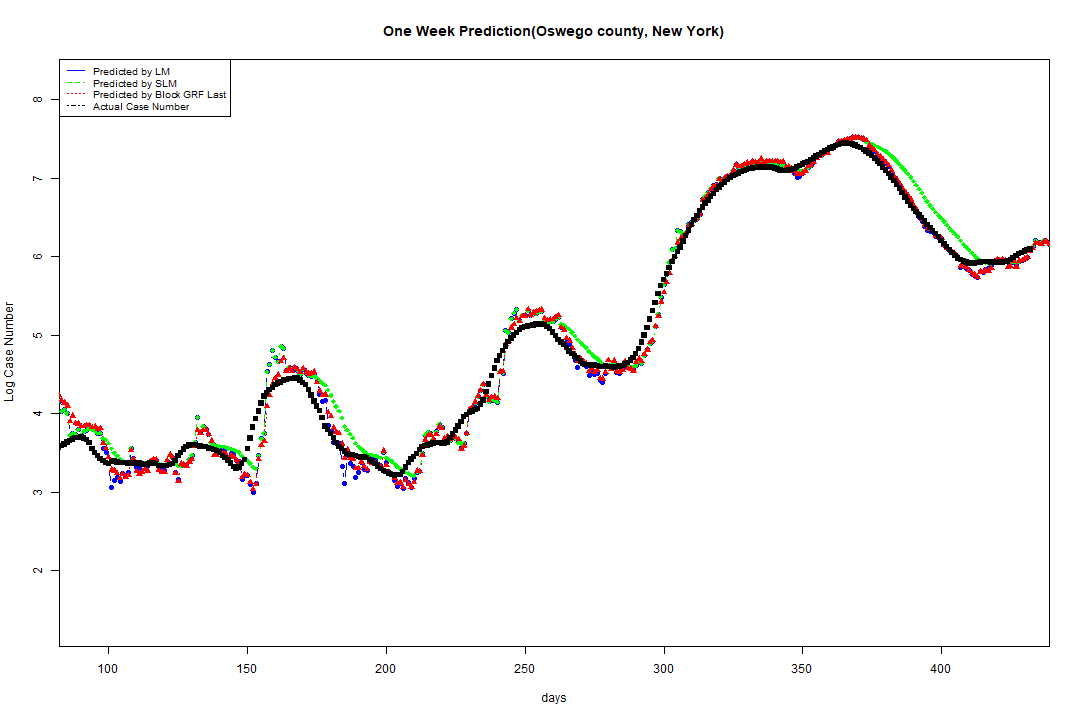 One Week Prediction(Oswego county, New York)
Predicted by LM
Predicted by SLM
Predicted by Block GRF Last
Actual Case Number
Log Case Number
8
7
6
5
4
3
2
100 150 200 250 300 350 400
days